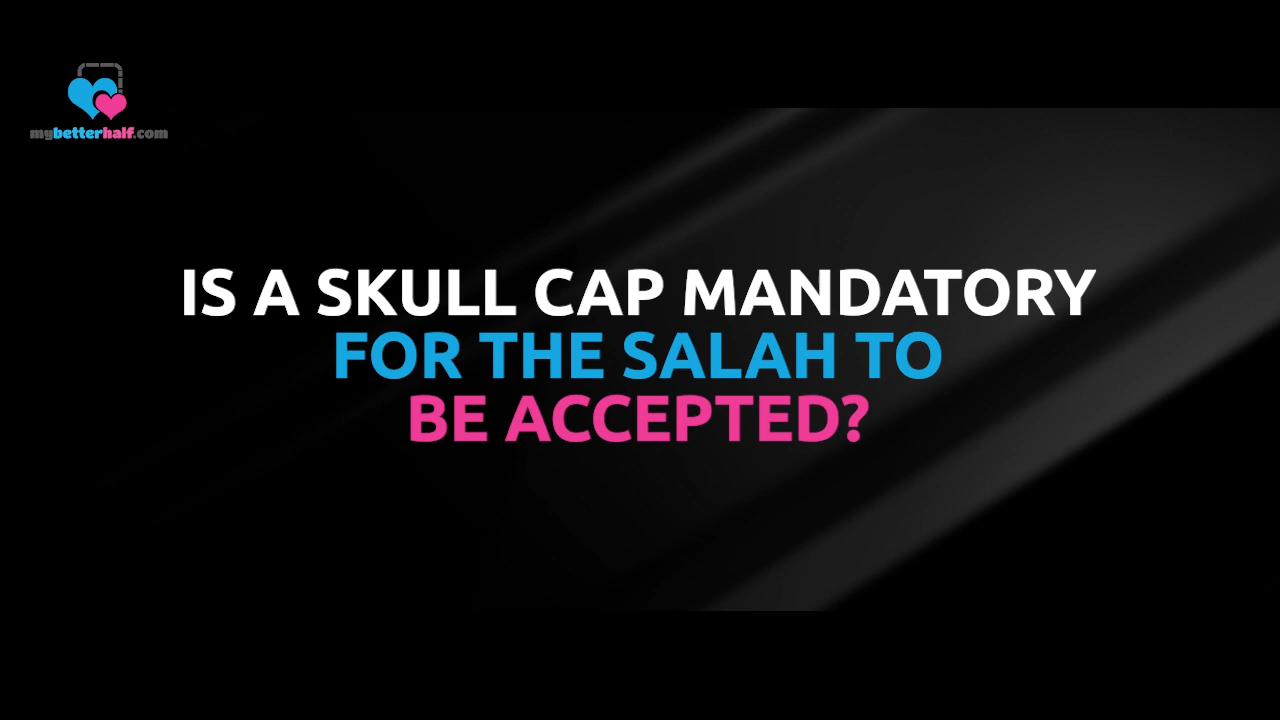 mybetterhalf.com
IS A SKULL CAP MANDATORY
FOR THE SALAH TO
BE ACCEPTED?